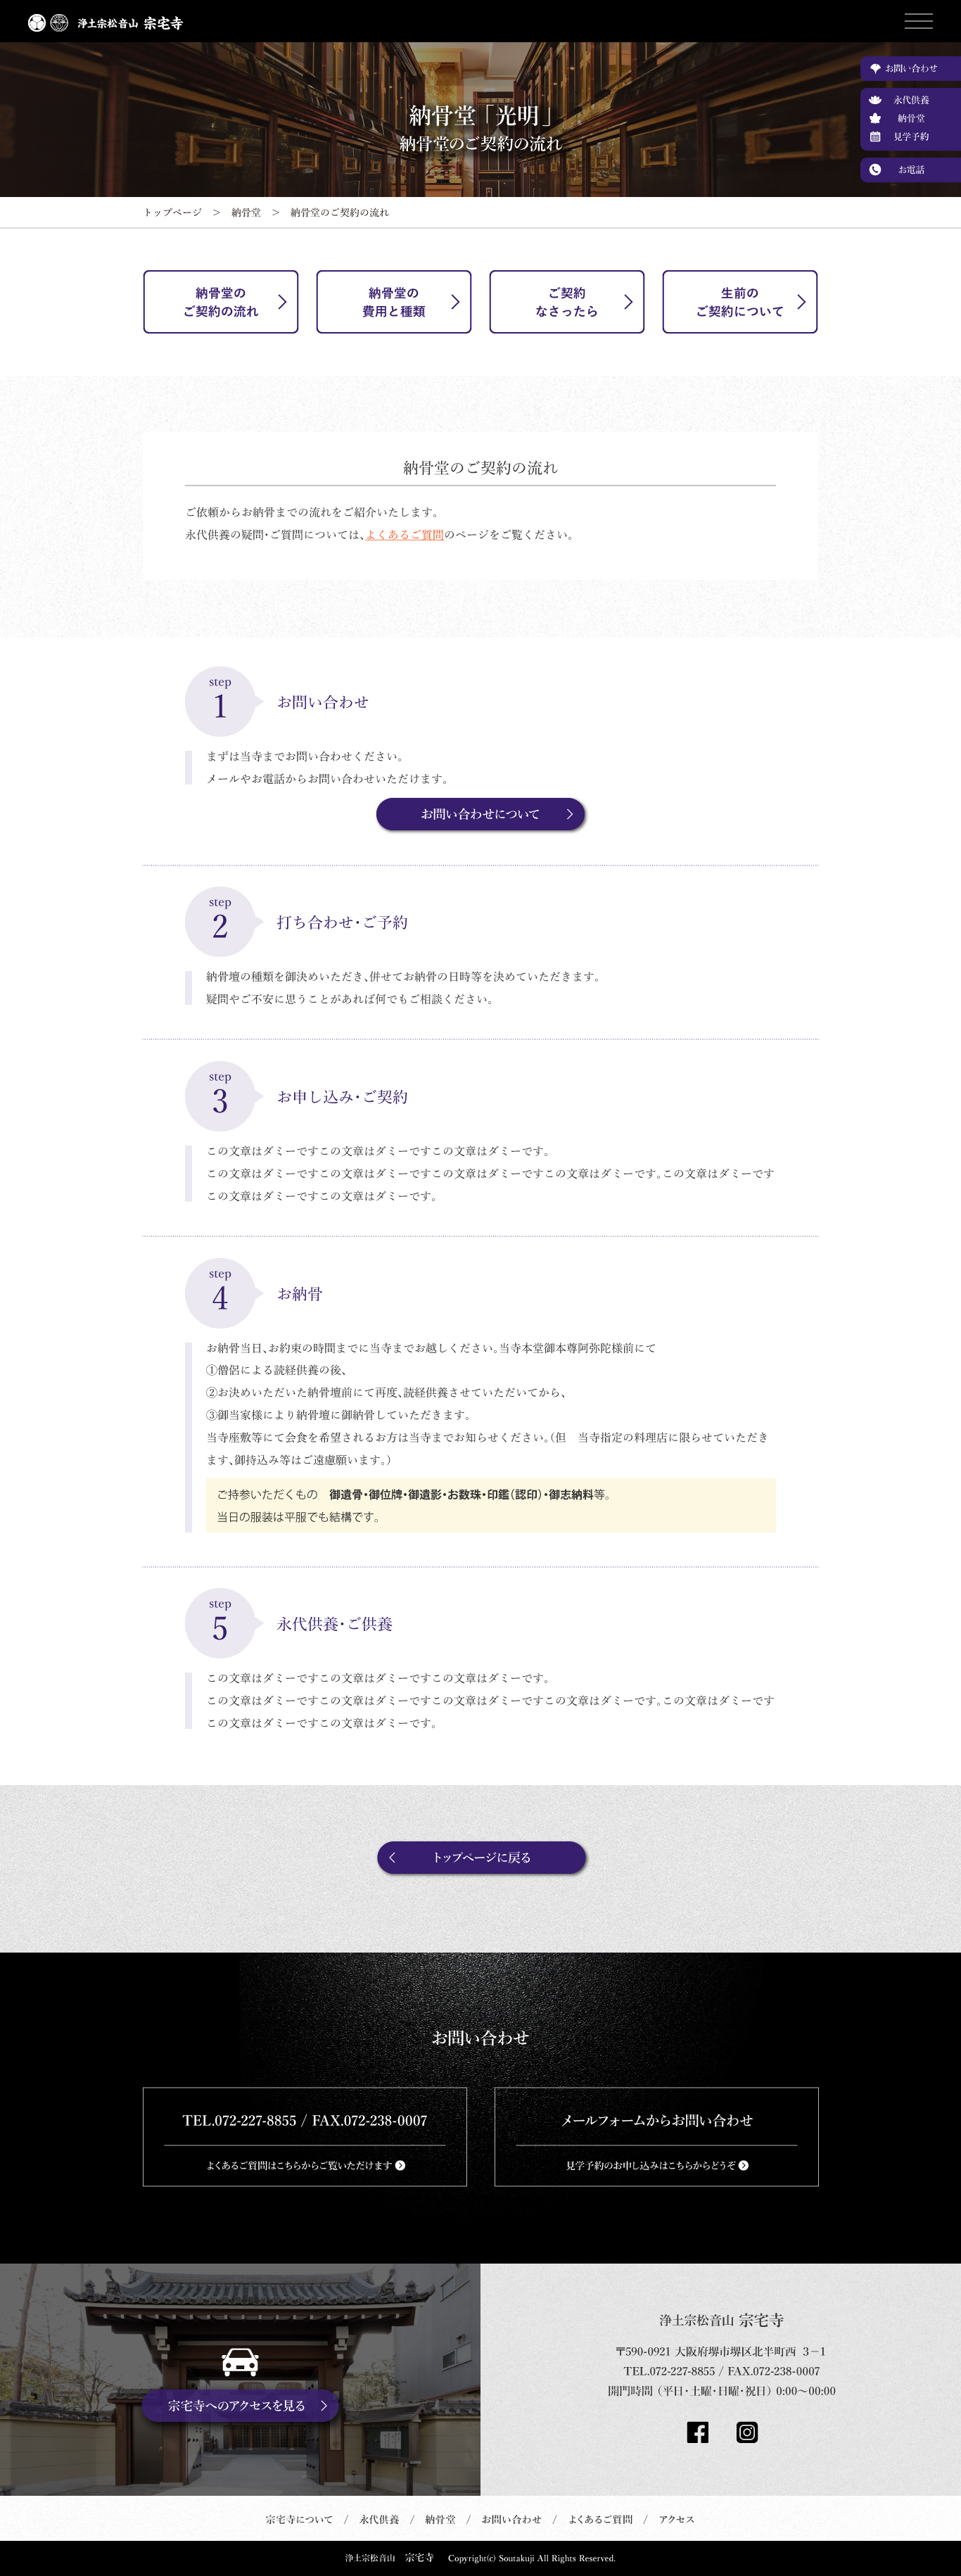 浄土宗松音山 宗宅寺
納骨堂「光明」
納骨堂のご契約の流れ
お問い合わせ
永代供養
納骨堂
見学予約
お電話
トップページ　＞　納骨堂　＞　納骨堂のご契約の流れ
納骨堂の
ご契約の流れ
納骨堂の
費用と種類
ご契約
なさったら
生前の
ご契約について
納骨堂のご契約の流れ
ご依頼からお納骨までの流れをご紹介いたします。
永代供養の疑問・ご質問については、よくあるご質問のページをご覧ください。
step
1
お問い合わせ
まずは当寺までお問い合わせください。
メールやお電話からお問い合わせいただけます。
お問い合わせについて
step
2
打ち合わせ・ご予約
納骨壇の種類を御決めいただき、併せてお納骨の日時等を決めていただきます。
疑問やご不安に思うことがあれば何でもご相談ください。
step
3
お申し込み・ご契約
この文章はダミーですこの文章はダミーですこの文章はダミーです。
この文章はダミーですこの文章はダミーですこの文章はダミーですこの文章はダミーです。この文章はダミーです
この文章はダミーですこの文章はダミーです。
step
4
お納骨
お納骨当日、お約束の時間までに当寺までお越しください。当寺本堂御本尊阿弥陀様前にて
①僧侶による読経供養の後、
②お決めいただいた納骨壇前にて再度、読経供養させていただいてから、
③御当家様により納骨壇に御納骨していただきます。
当寺座敷等にて会食を希望されるお方は当寺までお知らせください。（但　当寺指定の料理店に限らせていただき
ます、御持込み等はご遠慮願います。）
ご持参いただくもの　御遺骨・御位牌・御遺影・お数珠・印鑑（認印）・御志納料等。
当日の服装は平服でも結構です。
step
5
永代供養・ご供養
この文章はダミーですこの文章はダミーですこの文章はダミーです。
この文章はダミーですこの文章はダミーですこの文章はダミーですこの文章はダミーです。この文章はダミーです
この文章はダミーですこの文章はダミーです。
トップページに戻る
お問い合わせ
TEL.072-227-8855 / FAX.072-238-0007
よくあるご質問はこちらからご覧いただけます
メールフォームからお問い合わせ
見学予約のお申し込みはこちらからどうぞ
宗宅寺へのアクセスを見る
浄土宗松音山 宗宅寺
〒590-0921 大阪府堺市堺区北半町西 3－1
TEL.072-227-8855 / FAX.072-238-0007
開門時間（平日・土曜・日曜・祝日）0:00〜00:00
宗宅寺について　/　永代供養　/　納骨堂　/　お問い合わせ　/　よくあるご質問　/　アクセス
浄土宗松音山　宗宅寺　Copyright(c) Soutakuji All Rights Reserved.